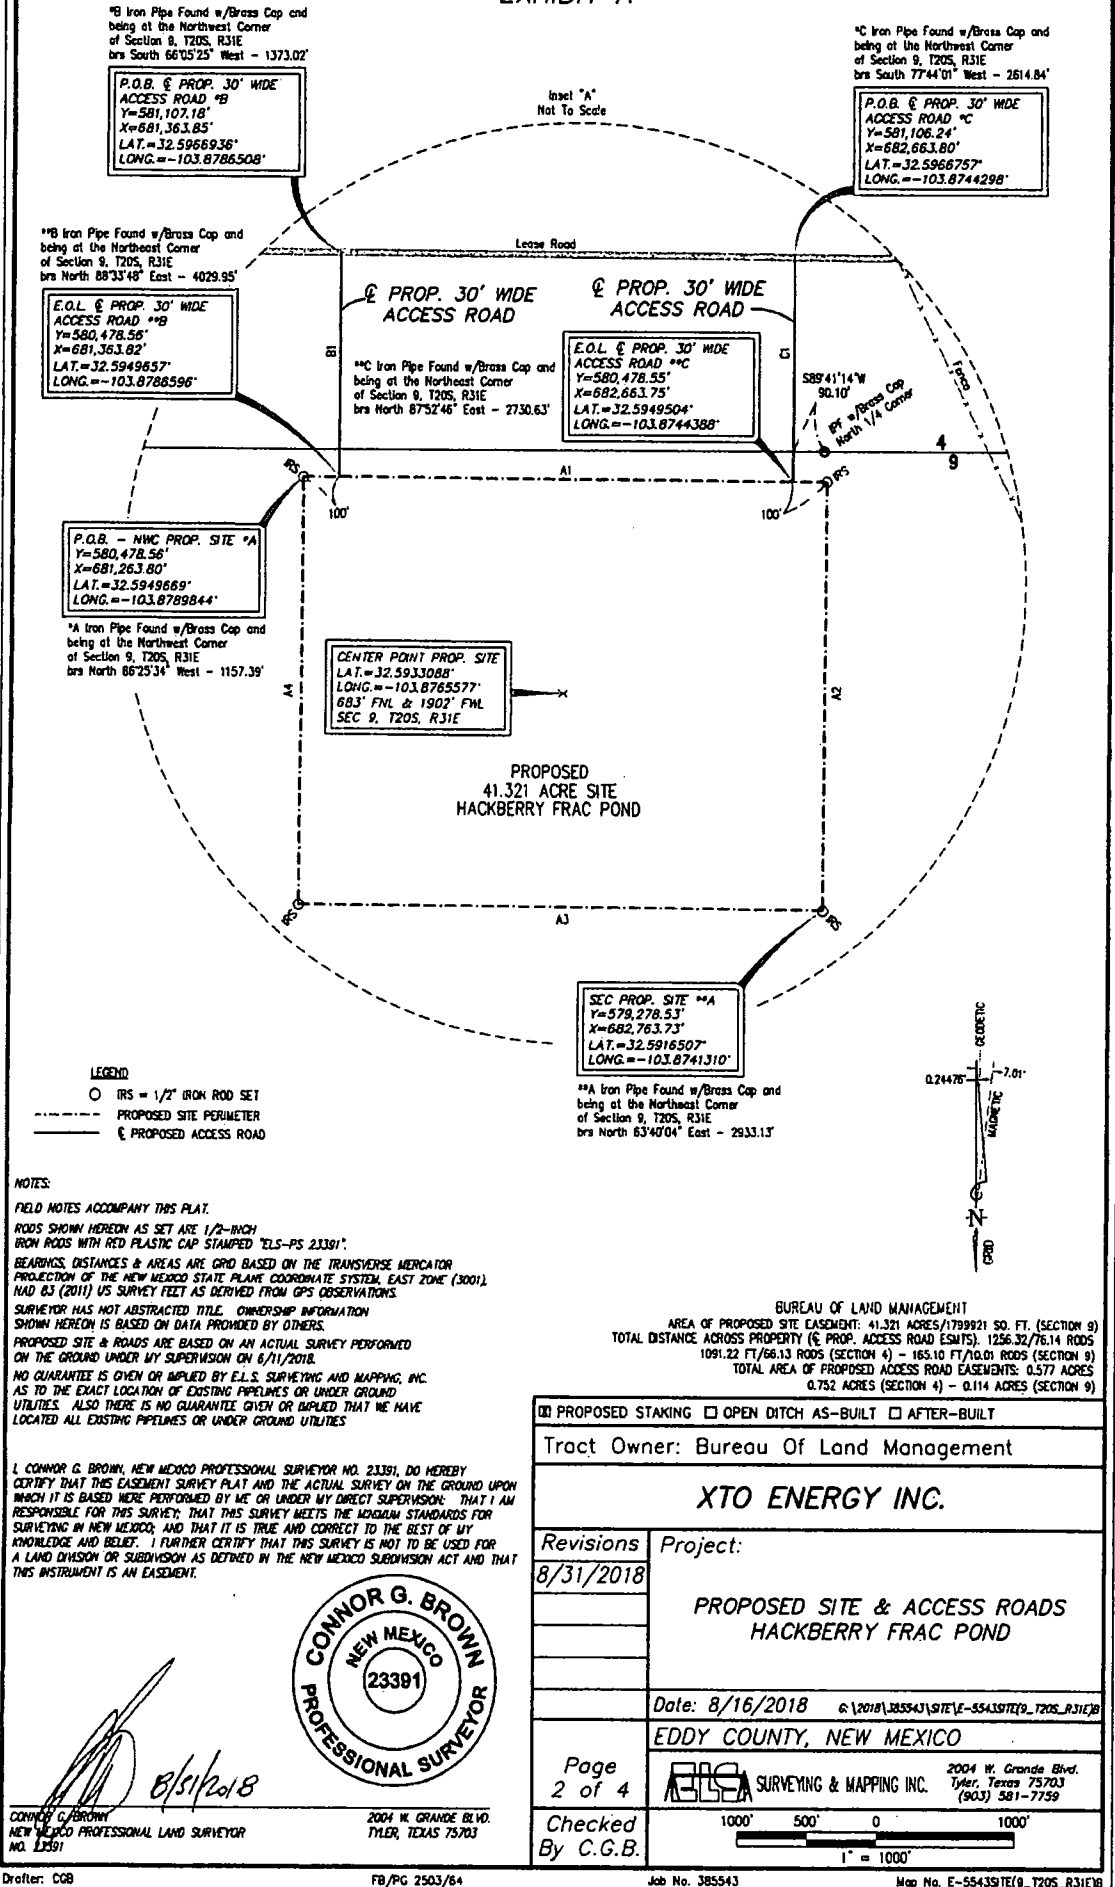 EXHIBIT "A"
*B Iron Pipe Found w/Brass Cap and
being at the Northwest Corner
of Section 9, T20S, R31E
brs South 66°05'25" West - 1373.02'
P.O.B. ℄ PROP. 30' WIDE
ACCESS ROAD *B
Y=581,107.18'
X=681,363.85'
LAT.=32.5966936°
LONG.=-103.8786508°
Inset "A"
Not To Scale
*C Iron Pipe Found w/Brass Cap and
being at the Northwest Corner
of Section 9, T20S, R31E
brs South 77°44'01" West - 2614.84'
P.O.B. ℄ PROP. 30' WIDE
ACCESS ROAD *C
Y=581,106.24'
X=682,663.80'
LAT.=32.5966757°
LONG.=-103.8744298°
**B Iron Pipe Found w/Brass Cap and
being at the Northeast Corner
of Section 9, T20S, R31E
brs North 88°33'48" East - 4029.95'
E.O.L. ℄ PROP. 30' WIDE
ACCESS ROAD **B
Y=580,478.56'
X=681,363.82'
LAT.=32.5949657°
LONG.=-103.8786596°
Lease Road
℄ PROP. 30' WIDE
ACCESS ROAD
℄ PROP. 30' WIDE
ACCESS ROAD
B1
C1
**C Iron Pipe Found w/Brass Cap and
being at the Northeast Corner
of Section 9, T20S, R31E
brs North 87°52'46" East - 2730.63'
E.O.L. ℄ PROP. 30' WIDE
ACCESS ROAD **C
Y=580,478.55'
X=682,663.75'
LAT.=32.5949504°
LONG.=-103.8744388°
S89°41'14"W
90.10'
IPF w/Brass Cap
North 1/4 Corner
Fence
4
9
IRS
A1
IRS
100'
100'
P.O.B. - NWC PROP. SITE *A
Y=580,478.56'
X=681,263.80'
LAT.=32.5949669°
LONG.=-103.8789844°
*A Iron Pipe Found w/Brass Cap and
being at the Northwest Corner
of Section 9, T20S, R31E
brs North 86°25'34" West - 1157.39'
CENTER POINT PROP. SITE
LAT.=32.5933088°
LONG.=-103.8765577°
683' FNL & 1902' FWL
SEC 9, T20S, R31E
A4
A2
PROPOSED
41.321 ACRE SITE
HACKBERRY FRAC POND
IRS
A3
IRS
SEC PROP. SITE **A
Y=579,278.53'
X=682,763.73'
LAT.=32.5916507°
LONG.=-103.8741310°
**A Iron Pipe Found w/Brass Cap and
being at the Northeast Corner
of Section 9, T20S, R31E
brs North 63°40'04" East - 2933.13'
LEGEND
IRS = 1/2" IRON ROD SET
PROPOSED SITE PERIMETER
℄ PROPOSED ACCESS ROAD
GEODETIC
0.24476°
7.01°
MAGNETIC
N
GRID
NOTES:
FIELD NOTES ACCOMPANY THIS PLAT.
RODS SHOWN HEREON AS SET ARE 1/2-INCH
IRON RODS WITH RED PLASTIC CAP STAMPED "ELS-PS 23391".
BEARINGS, DISTANCES & AREAS ARE GRID BASED ON THE TRANSVERSE MERCATOR
PROJECTION OF THE NEW MEXICO STATE PLANE COORDINATE SYSTEM, EAST ZONE (3001),
NAD 83 (2011) US SURVEY FEET AS DERIVED FROM GPS OBSERVATIONS.
SURVEYOR HAS NOT ABSTRACTED TITLE. OWNERSHIP INFORMATION
SHOWN HEREON IS BASED ON DATA PROVIDED BY OTHERS.
PROPOSED SITE & ROADS ARE BASED ON AN ACTUAL SURVEY PERFORMED
ON THE GROUND UNDER MY SUPERVISION ON 6/11/2018.
NO GUARANTEE IS GIVEN OR IMPLIED BY E.L.S. SURVEYING AND MAPPING, INC.
AS TO THE EXACT LOCATION OF EXISTING PIPELINES OR UNDER GROUND
UTILITIES. ALSO THERE IS NO GUARANTEE GIVEN OR IMPLIED THAT WE HAVE
LOCATED ALL EXISTING PIPELINES OR UNDER GROUND UTILITIES
BUREAU OF LAND MANAGEMENT
AREA OF PROPOSED SITE EASEMENT: 41.321 ACRES/1799921 SQ. FT. (SECTION 9)
TOTAL DISTANCE ACROSS PROPERTY (℄ PROP. ACCESS ROAD ESMTS). 1256.32/76.14 RODS
1091.22 FT/66.13 RODS (SECTION 4) - 165.10 FT/10.01 RODS (SECTION 9)
TOTAL AREA OF PROPOSED ACCESS ROAD EASEMENTS: 0.577 ACRES
0.752 ACRES (SECTION 4) - 0.114 ACRES (SECTION 9)
I, CONNOR G. BROWN, NEW MEXICO PROFESSIONAL SURVEYOR NO. 23391, DO HEREBY
CERTIFY THAT THIS EASEMENT SURVEY PLAT AND THE ACTUAL SURVEY ON THE GROUND UPON
WHICH IT IS BASED WERE PERFORMED BY ME OR UNDER MY DIRECT SUPERVISION; THAT I AM
RESPONSIBLE FOR THIS SURVEY; THAT THIS SURVEY MEETS THE MINIMUM STANDARDS FOR
SURVEYING IN NEW MEXICO; AND THAT IT IS TRUE AND CORRECT TO THE BEST OF MY
KNOWLEDGE AND BELIEF. I FURTHER CERTIFY THAT THIS SURVEY IS NOT TO BE USED FOR
A LAND DIVISION OR SUBDIVISION AS DEFINED IN THE NEW MEXICO SUBDIVISION ACT AND THAT
THIS INSTRUMENT IS AN EASEMENT.
CONNOR G. BROWN
NEW MEXICO
23391
PROFESSIONAL SURVEYOR
8/31/2018
CONNOR G. BROWN
NEW MEXICO PROFESSIONAL LAND SURVEYOR
NO. 23391
2004 W. GRANDE BLVD.
TYLER, TEXAS 75703
☒ PROPOSED STAKING ☐ OPEN DITCH AS-BUILT ☐ AFTER-BUILT
Tract Owner: Bureau Of Land Management
XTO ENERGY INC.
Revisions
8/31/2018
Project:
PROPOSED SITE & ACCESS ROADS
HACKBERRY FRAC POND
Date: 8/16/2018
G:\2018\385543\SITE\E-5543SITE(9_T20S_R31E)B
EDDY COUNTY, NEW MEXICO
Page
2 of 4
ELS SURVEYING & MAPPING INC.
2004 W. Grande Blvd.
Tyler, Texas 75703
(903) 581-7759
Checked
By C.G.B.
1000' 500' 0 1000'
1" = 1000'
Drafter: CGB
FB/PG 2503/64
Job No. 385543
Map No. E-5543SITE(9_T20S_R31E)B